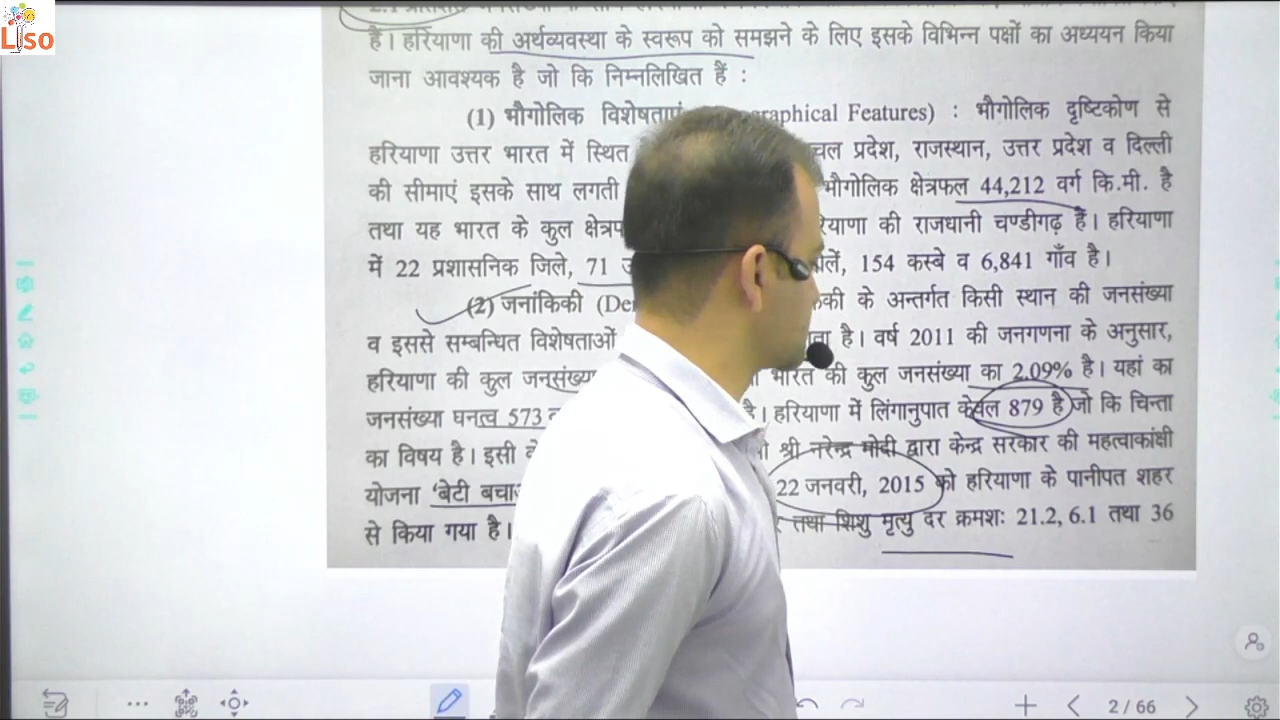 Liso
है। हरियाणा की अर्थव्यवस्था के स्वरूप को समझने के लिए इसके विभिन्न पक्षों का अध्ययन किया
जाना आवश्यक है जो कि निम्नलिखित हैं :
(1) भौगोलिक विशेषताएं raphical Features) : भौगोलिक दृष्टिकोण से
हरियाणा उत्तर भारत में स्थित चल प्रदेश, राजस्थान, उत्तर प्रदेश व दिल्ली
की सीमाएं इसके साथ लगती भौगोलिक क्षेत्रफल 44,212 वर्ग कि.मी. है
तथा यह भारत के कुल क्षेत्रफ रियाणा की राजधानी चण्डीगढ़ है। हरियाणा
में 22 प्रशासनिक जिले, 71 उ लें, 154 कस्बे व 6,841 गाँव है।
(2) जनांकिकी (De की के अन्तर्गत किसी स्थान की जनसंख्या
व इससे सम्बन्धित विशेषताओं ता है। वर्ष 2011 की जनगणना के अनुसार,
हरियाणा की कुल जनसंख्या भारत की कुल जनसंख्या का 2.09% है। यहां का
जनसंख्या घनत्व 573 है। हरियाणा में लिंगानुपात केवल 879 है जो कि चिन्ता
का विषय है। इसी श्री नरेन्द्र मोदी द्वारा केन्द्र सरकार की महत्वाकांक्षी
योजना 'बेटी बचाओ 22 जनवरी, 2015 को हरियाणा के पानीपत शहर
से किया गया है। तथा शिशु मृत्यु दर क्रमशः 21.2, 6.1 तथा 36
2 / 66